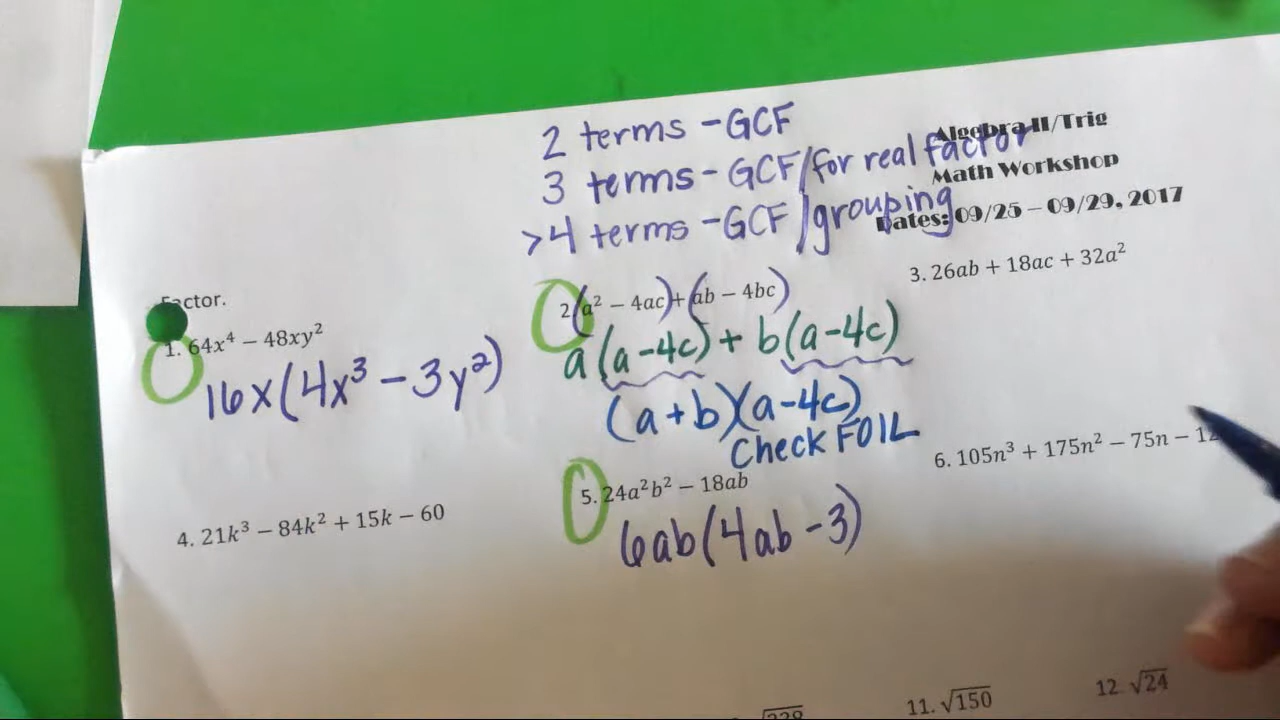 2 terms - GCF
3 terms - GCF/for real factor
>4 terms - GCF/grouping
Algebra II/Trig
Math Workshop
Dates: 09/25 – 09/29, 2017
Factor.
1. 64x⁴ − 48xy²
16x(4x³ - 3y²)
2(a² − 4ac)+(ab − 4bc)
a(a-4c) + b(a-4c)
(a+b)(a-4c)
Check FOIL
3. 26ab + 18ac + 32a²
4. 21k³ − 84k² + 15k − 60
5. 24a²b² − 18ab
6ab(4ab - 3)
6. 105n³ + 175n² − 75n −
11. √150
12. √24